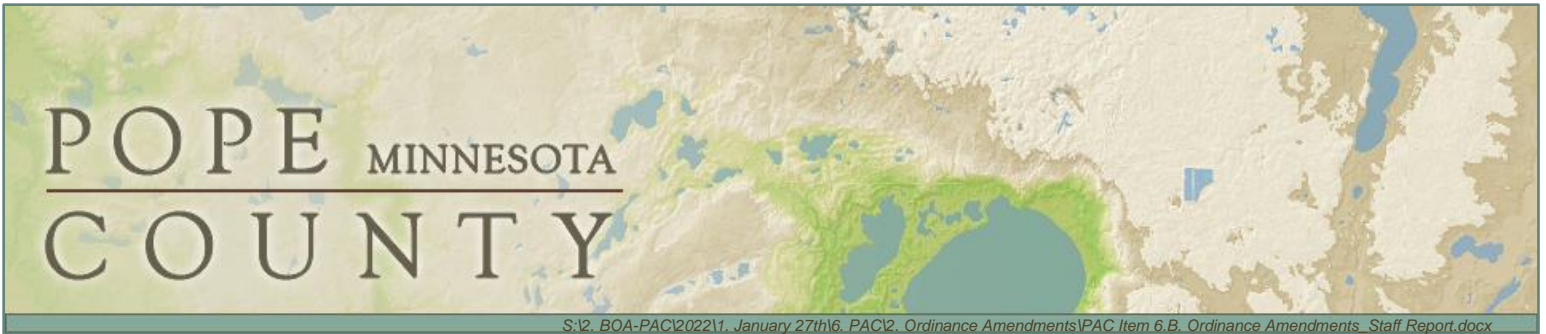 POPE MINNESOTA
COUNTY
S:\2. BOA-PAC\2022\1. January 27th\6. PAC\2. Ordinance Amendments\PAC Item 6.B. Ordinance Amendments_Staff Report.docx